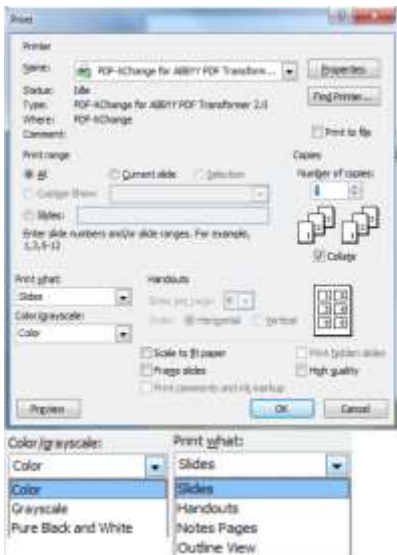 Print
Printer
Name: PDF-XChange for ABBYY PDF Transform... Properties
Status: Idle Find Printer...
Type: PDF-XChange for ABBYY PDF Transformer 2.0
Where: PDF-XChange
Comment: Print to file
Print range Copies
All Current slide Selection Number of copies:
Custom Show: 1
Slides:
Enter slide numbers and/or slide ranges. For example,
1,3,5-12
Collate
Print what: Handouts
Slides Slides per page: 6
Color/grayscale: Order: Horizontal Vertical
Color
Scale to fit paper Print hidden slides
Frame slides High quality
Print comments and ink markup
Preview OK Cancel
Color/grayscale: Print what:
Color Slides
Color Slides
Grayscale Handouts
Pure Black and White Notes Pages
Outline View